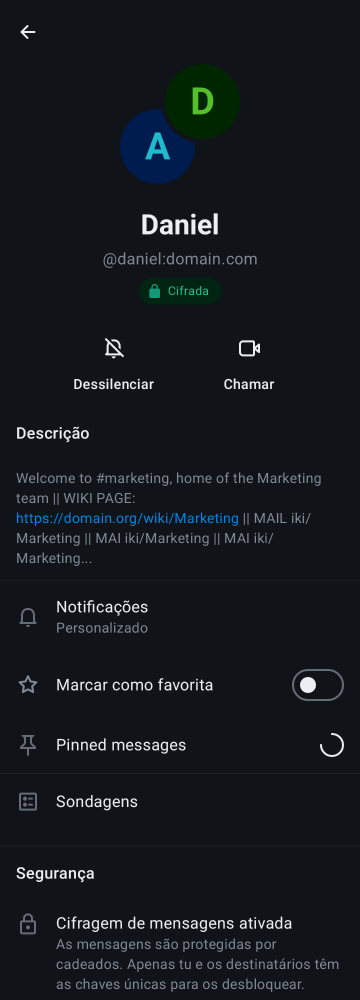 D
A
Daniel
@daniel:domain.com
Cifrada
Dessilenciar
Chamar
Descrição
Welcome to #marketing, home of the Marketing
team || WIKI PAGE:
https://domain.org/wiki/Marketing || MAIL iki/
Marketing || MAI iki/Marketing || MAI iki/
Marketing...
Notificações
Personalizado
Marcar como favorita
Pinned messages
Sondagens
Segurança
Cifragem de mensagens ativada
As mensagens são protegidas por
cadeados. Apenas tu e os destinatários têm
as chaves únicas para os desbloquear.